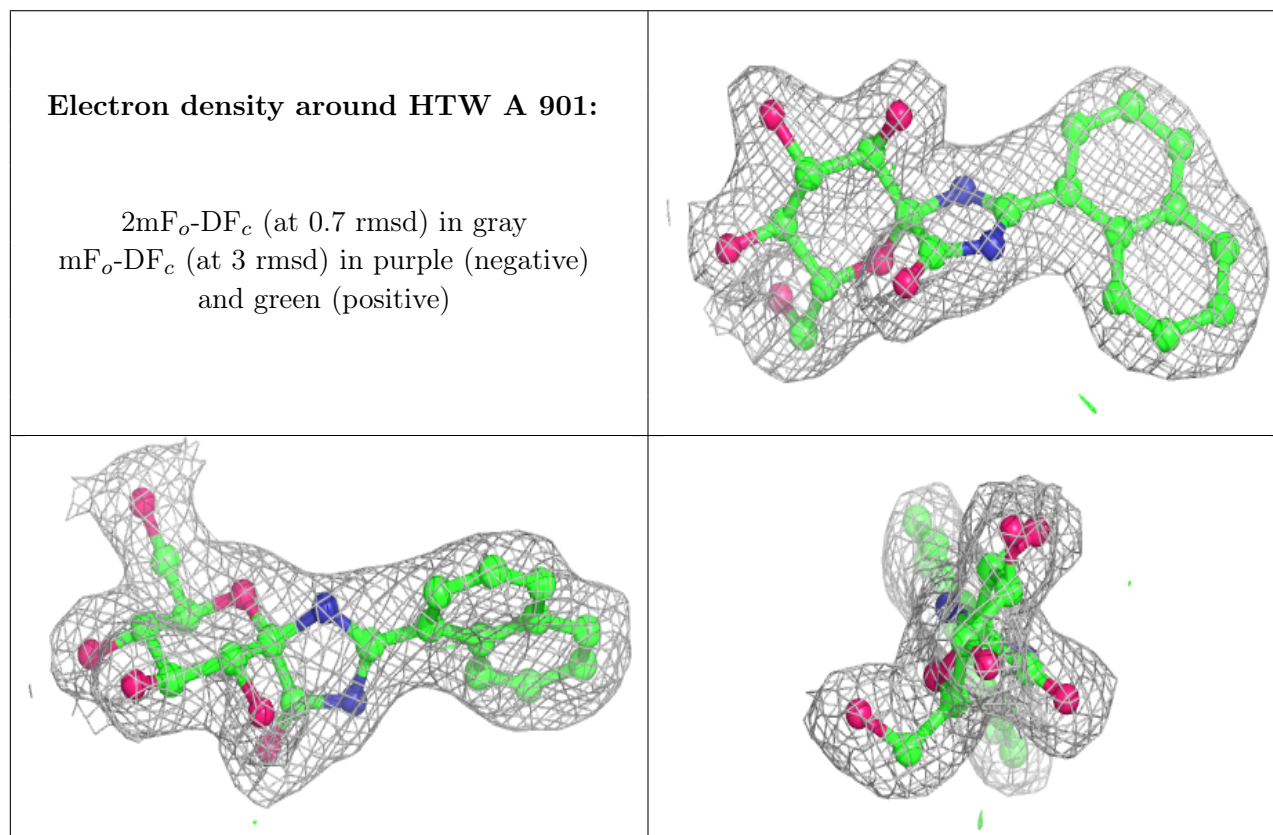 Electron density around HTW A 901:
2mFo-DFc (at 0.7 rmsd) in gray
mFo-DFc (at 3 rmsd) in purple (negative)
and green (positive)